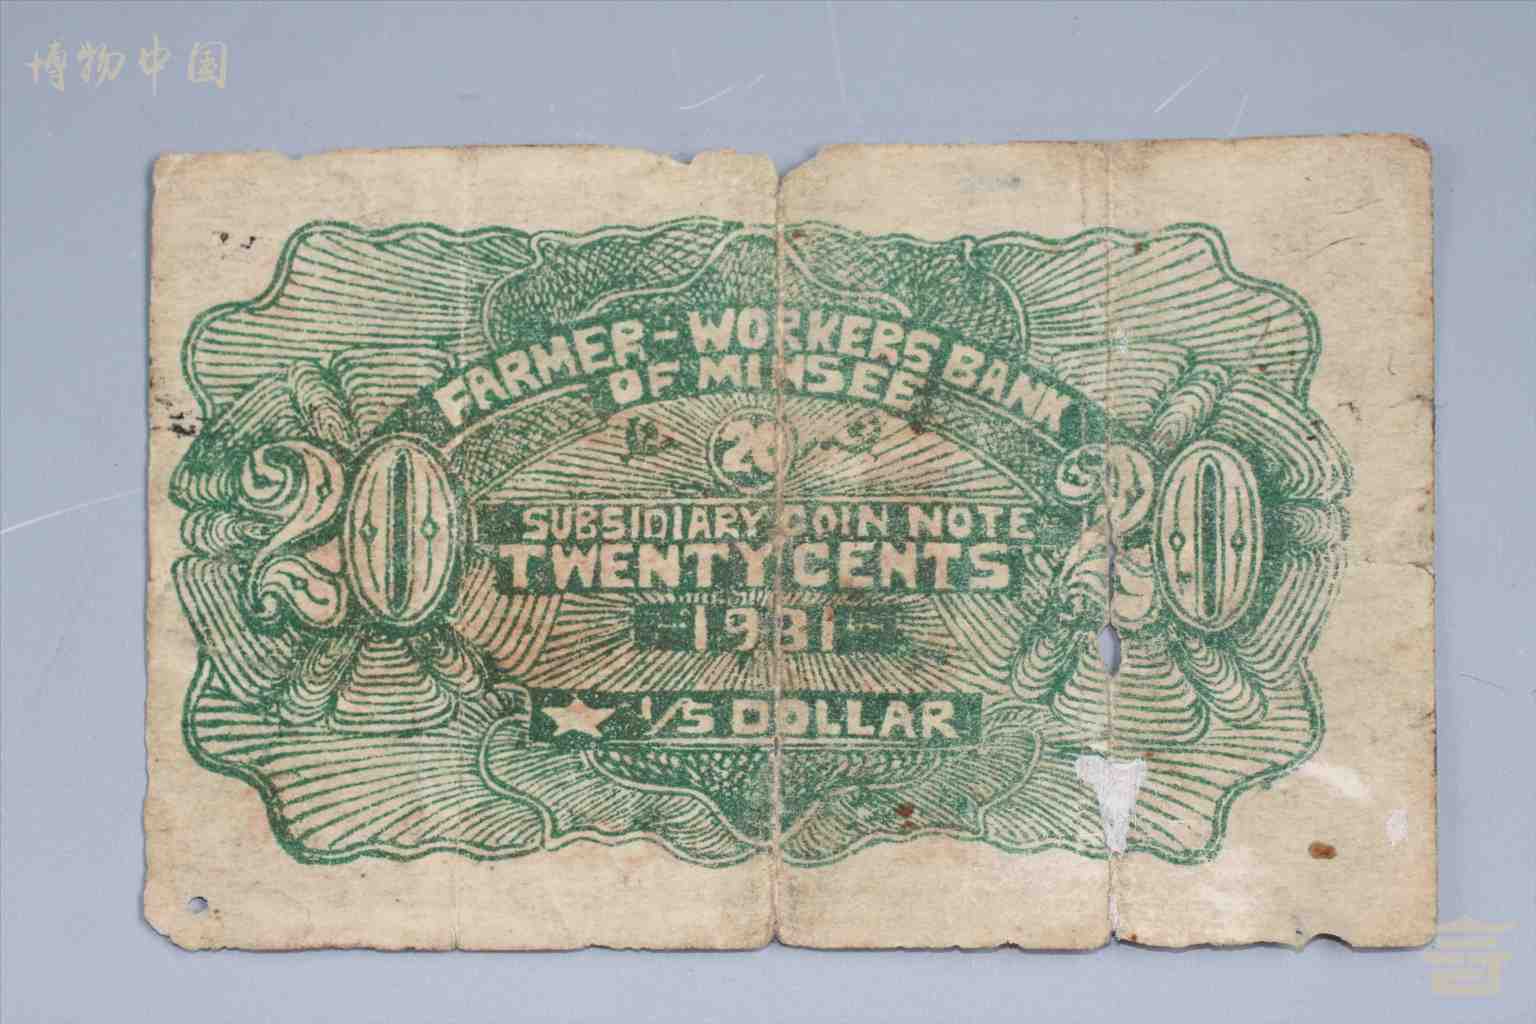 博物中国
FARMER-WORKERS BANK
OF MINSEE
20
20
20
SUBSIDIARY COIN NOTE
TWENTY CENTS
1931
1/5 DOLLAR